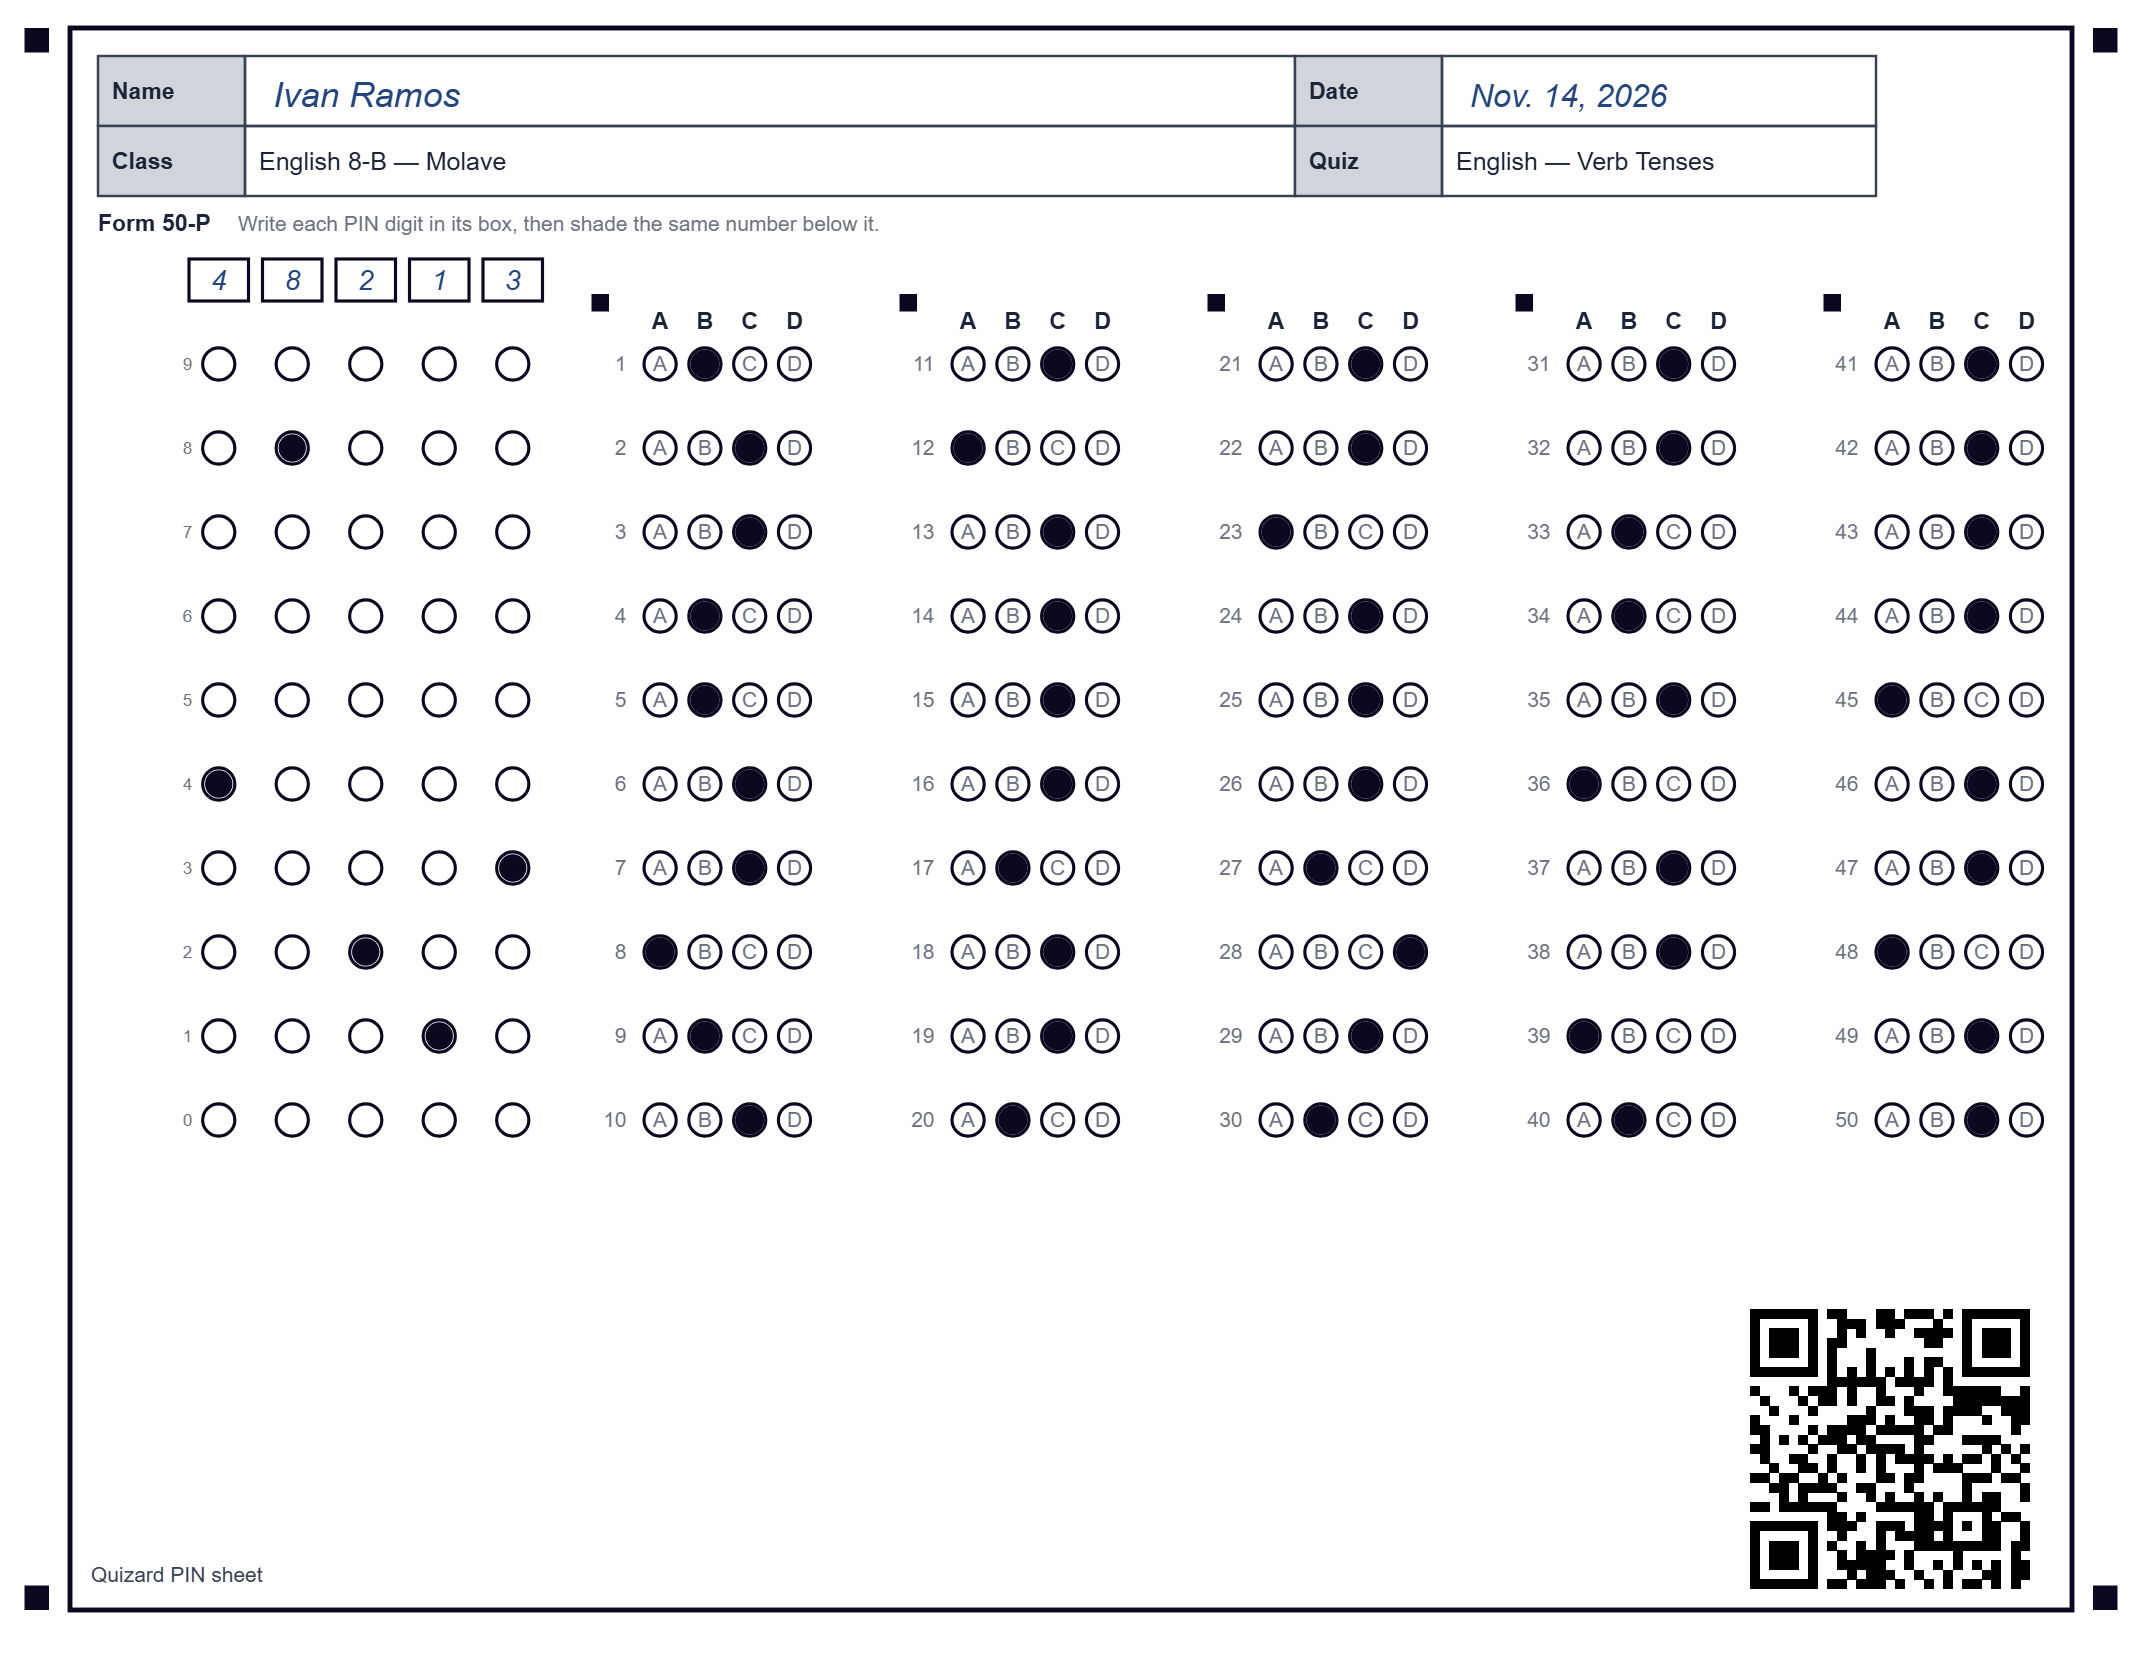 Name Ivan Ramos Date Nov. 14, 2026
Class English 8-B — Molave Quiz English — Verb Tenses
Form 50-P Write each PIN digit in its box, then shade the same number below it.
4 8 2 1 3
A B C D A B C D A B C D A B C D A B C D
9 1 A C D 11 A B D 21 A B D 31 A B D 41 A B D
8 2 A B D 12 B C D 22 A B D 32 A B D 42 A B D
7 3 A B D 13 A B D 23 B C D 33 A C D 43 A B D
6 4 A C D 14 A B D 24 A B D 34 A C D 44 A B D
5 5 A C D 15 A B D 25 A B D 35 A B D 45 B C D
4 6 A B D 16 A B D 26 A B D 36 B C D 46 A B D
3 7 A B D 17 A C D 27 A C D 37 A B D 47 A B D
2 8 B C D 18 A B D 28 A B C 38 A B D 48 B C D
1 9 A C D 19 A B D 29 A B D 39 B C D 49 A B D
0 10 A B D 20 A C D 30 A C D 40 A C D 50 A B D
Quizard PIN sheet